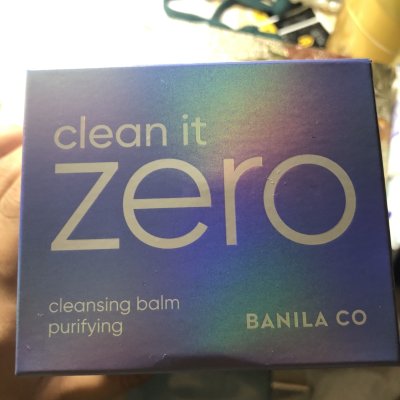 clean it
zero
cleansing balm
purifying
BANILA CO